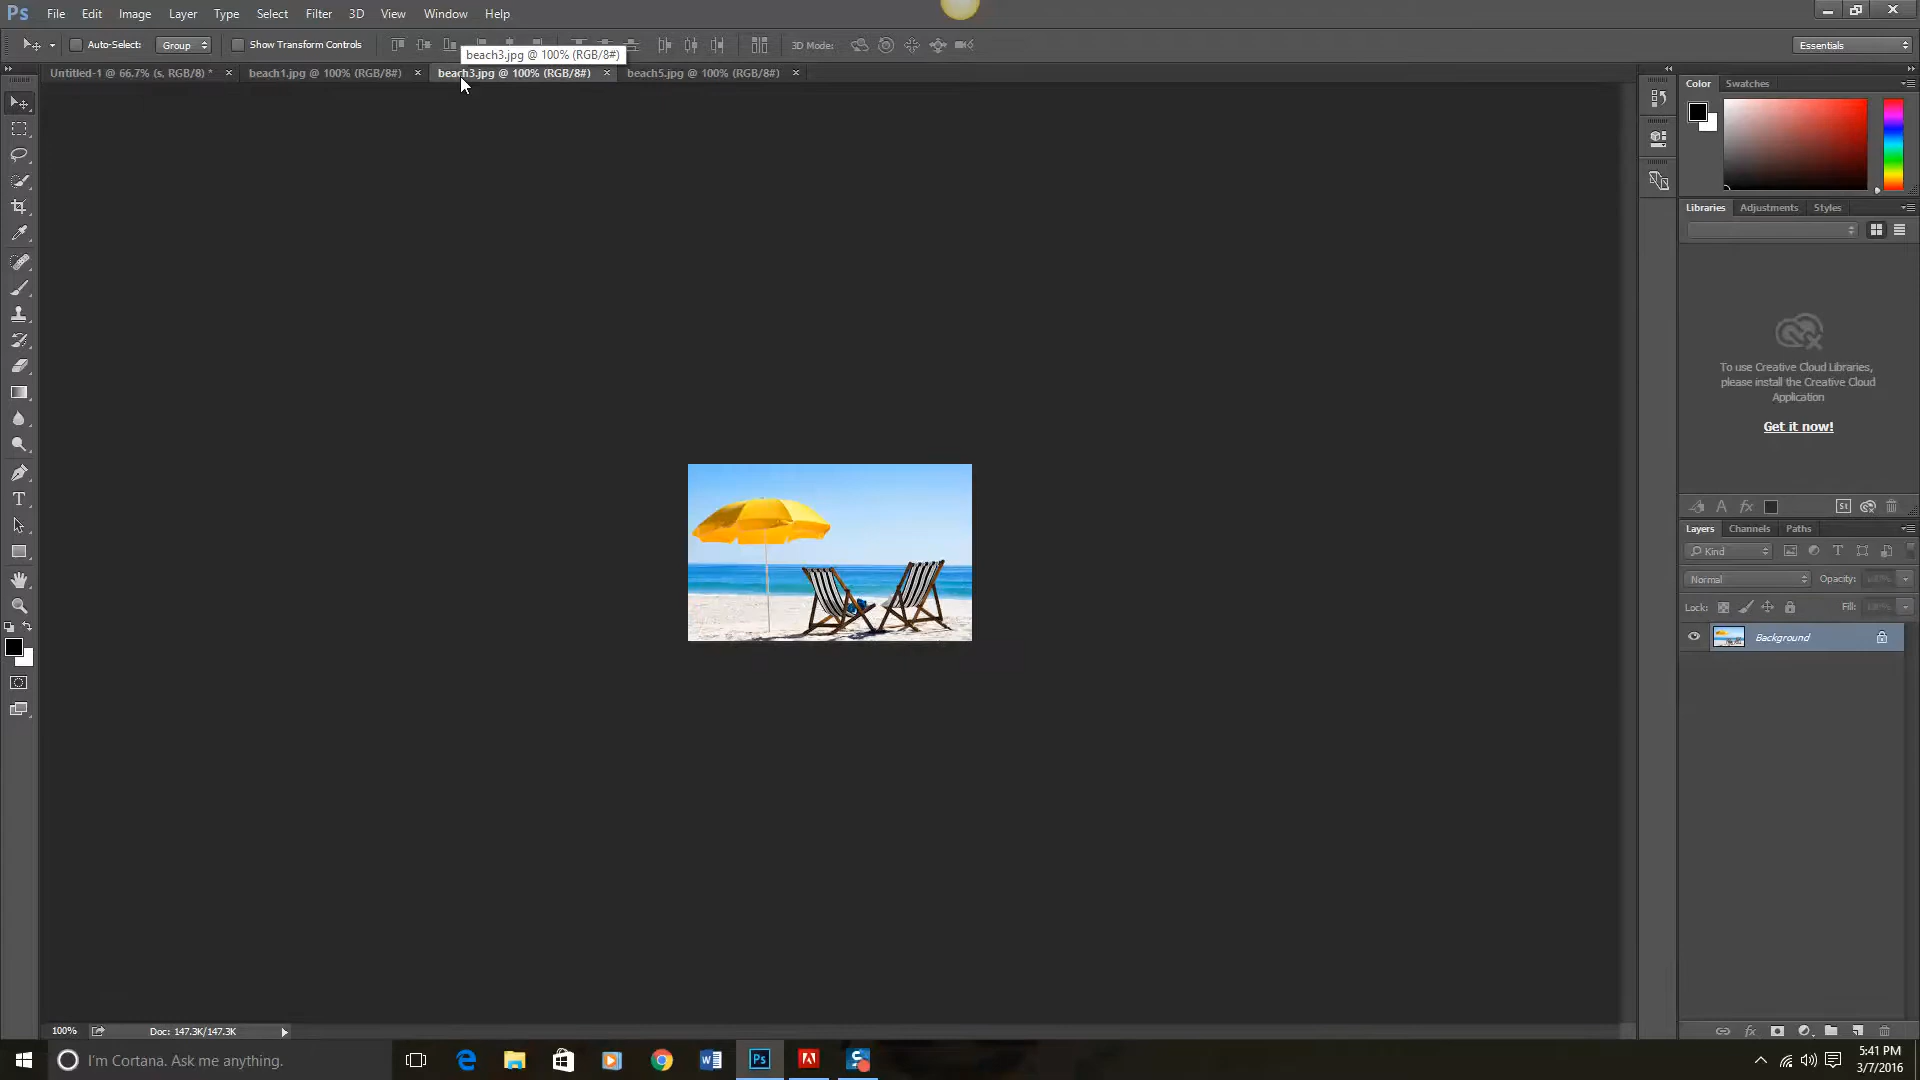 Ps File Edit Image Layer Type Select Filter 3D View Window Help
Auto-Select: Group Show Transform Controls 3D Mode: Essentials
beach3.jpg @ 100% (RGB/8#)
Untitled-1 @ 66.7% (s, RGB/8) * × beach1.jpg @ 100% (RGB/8#) × beach3.jpg @ 100% (RGB/8#) × beach5.jpg @ 100% (RGB/8#) ×
Color Swatches
Libraries Adjustments Styles
To use Creative Cloud Libraries,
please install the Creative Cloud
Application
Get it now!
St
Layers Channels Paths
Kind
Normal Opacity: 100%
Lock: Fill: 100%
Background
100% Doc: 147.3K/147.3K
I'm Cortana. Ask me anything.
5:41 PM
3/7/2016